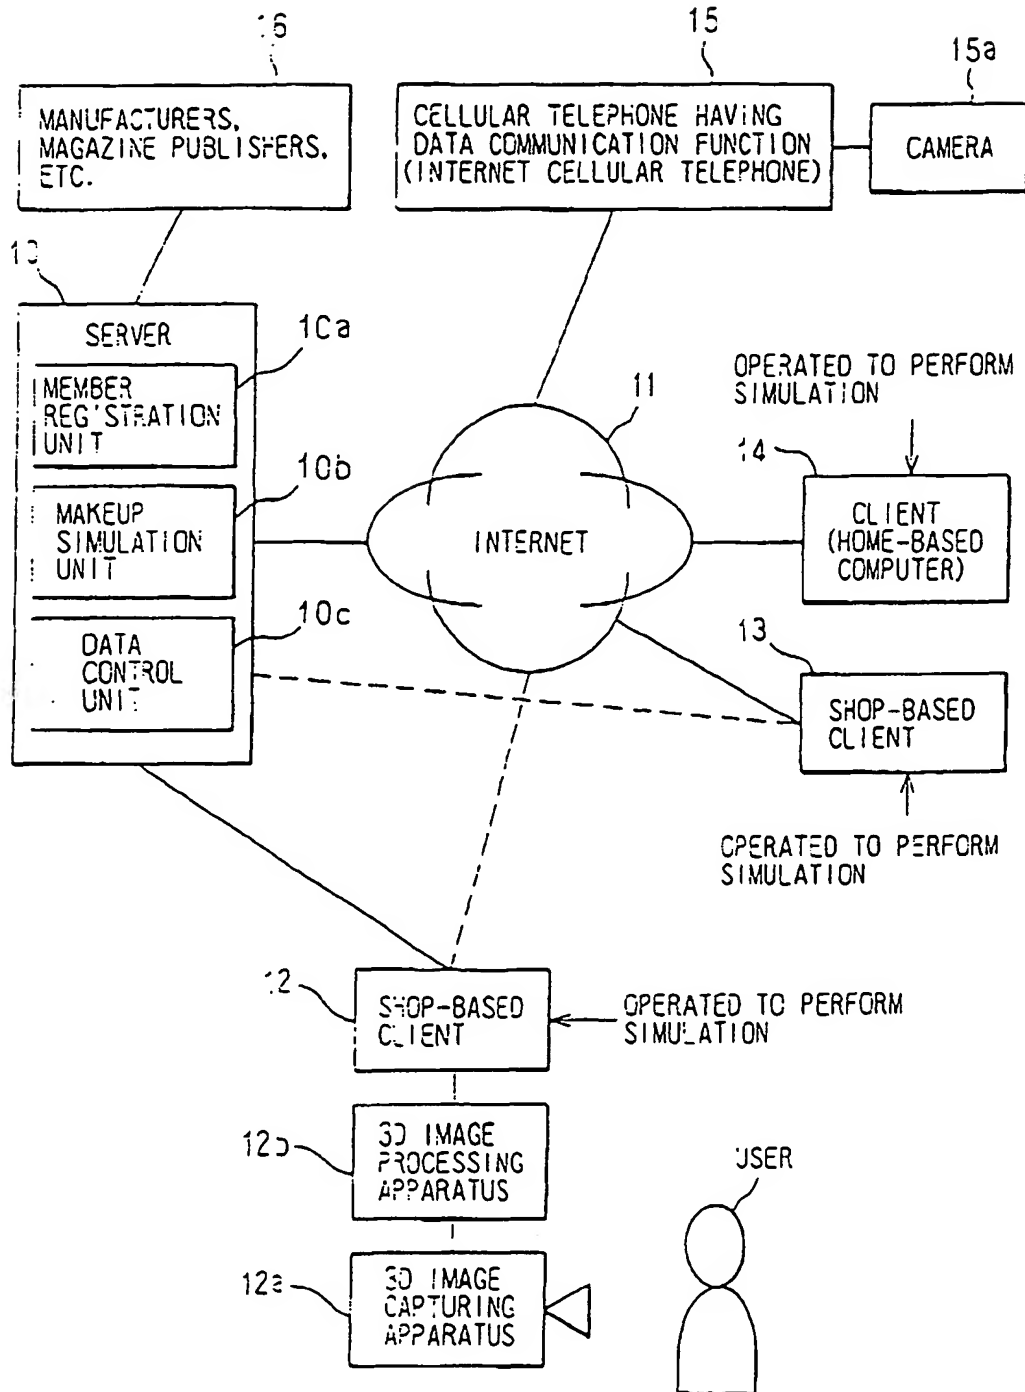 16
MANUFACTURERS,
MAGAZINE PUBLISHERS,
ETC.
15
CELLULAR TELEPHONE HAVING
DATA COMMUNICATION FUNCTION
(INTERNET CELLULAR TELEPHONE)
15a
CAMERA
10
SERVER
10a
MEMBER
REGISTRATION
UNIT
10b
MAKEUP
SIMULATION
UNIT
10c
DATA
CONTROL
UNIT
11
INTERNET
OPERATED TO PERFORM
SIMULATION
14
CLIENT
(HOME-BASED
COMPUTER)
13
SHOP-BASED
CLIENT
OPERATED TO PERFORM
SIMULATION
12
SHOP-BASED
CLIENT
OPERATED TO PERFORM
SIMULATION
12b
3D IMAGE
PROCESSING
APPARATUS
12a
3D IMAGE
CAPTURING
APPARATUS
USER